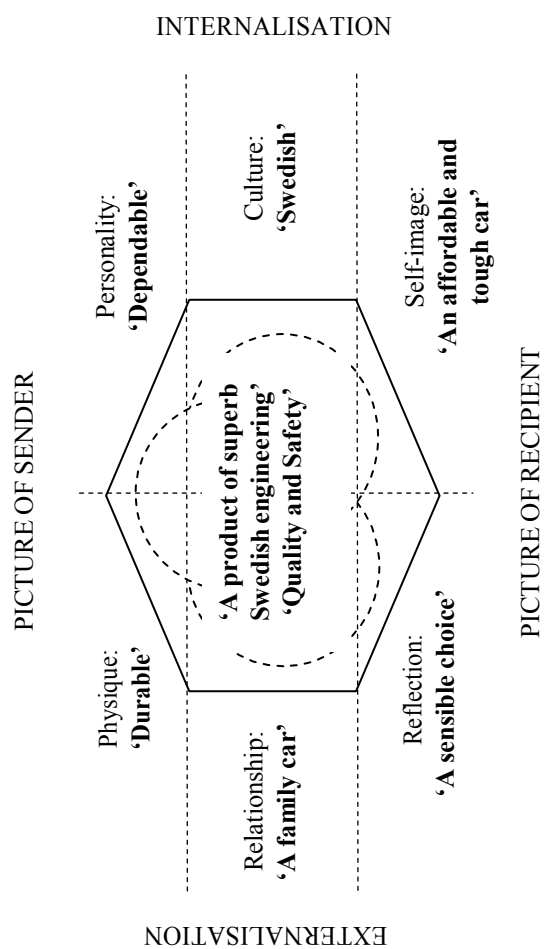 PICTURE OF SENDER
Physique:
‘Durable’
Personality:
‘Dependable’
EXTERNALISATION
Relationship:
‘A family car’
‘A product of superb
Swedish engineering’
‘Quality and Safety’
Culture:
‘Swedish’
INTERNALISATION
Reflection:
‘A sensible choice’
Self-image:
‘An affordable and
tough car’
PICTURE OF RECIPIENT